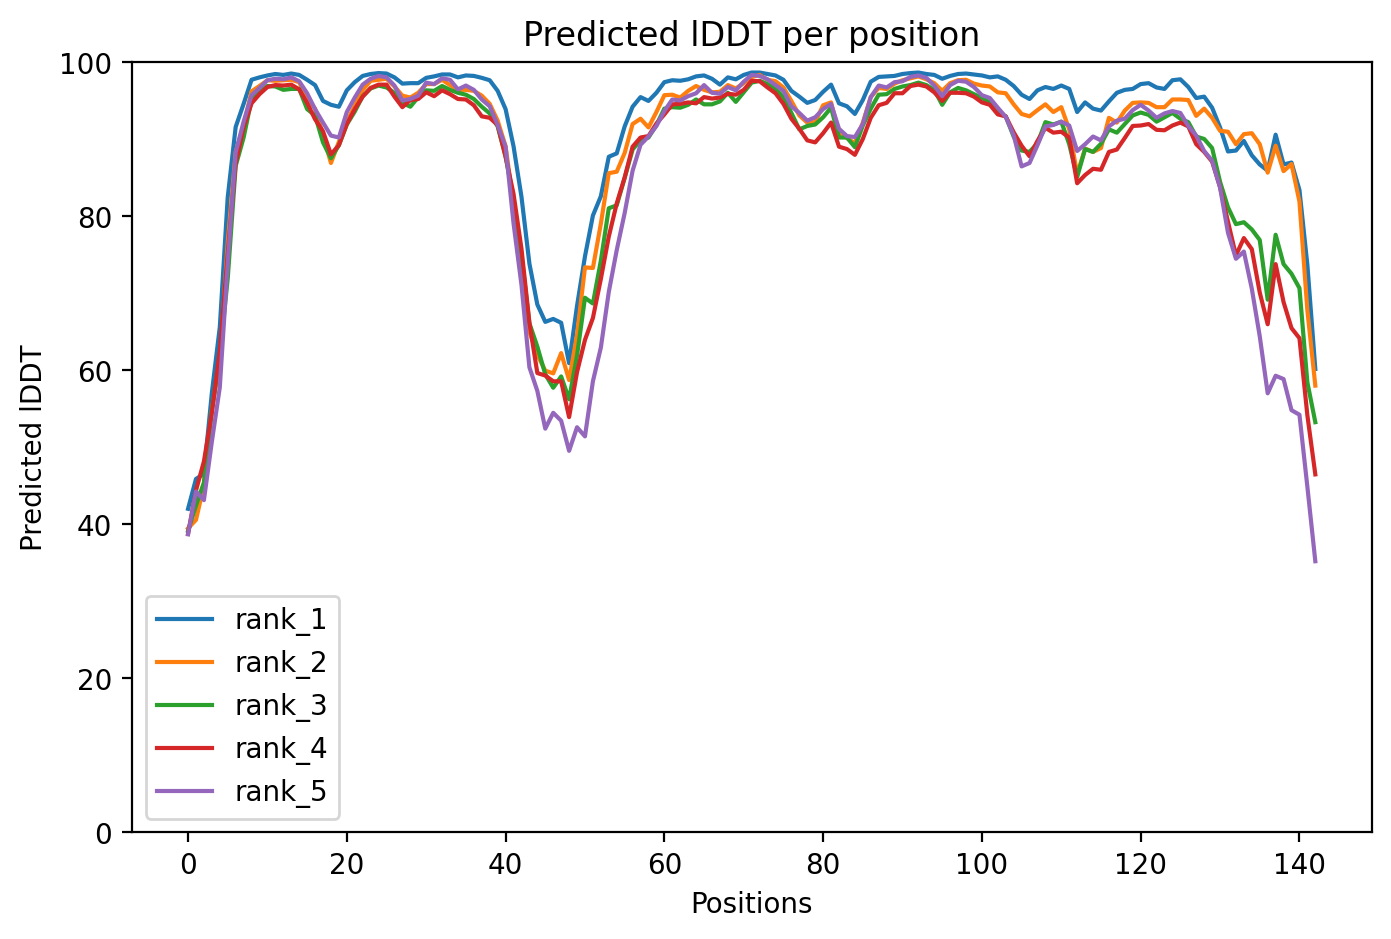 Predicted lDDT per position
100
80
60
40
20
0
Predicted lDDT
rank_1
rank_2
rank_3
rank_4
rank_5
0 20 40 60 80 100 120 140
Positions